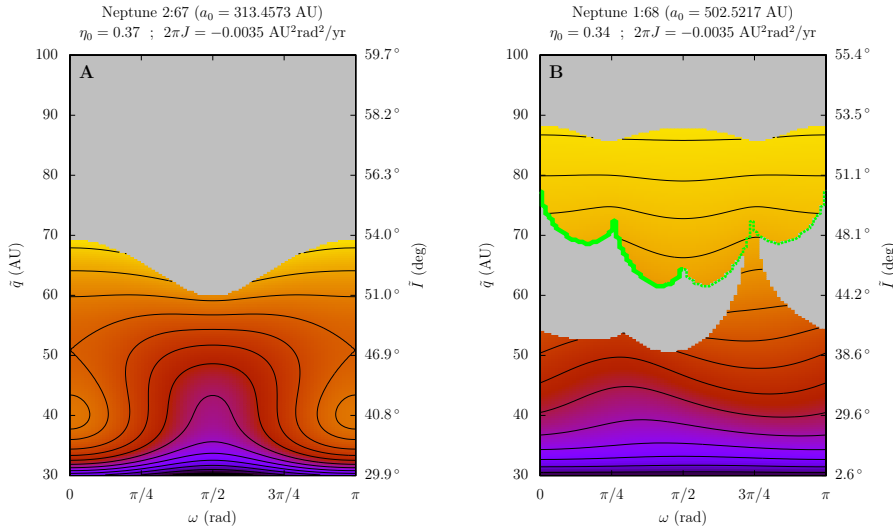 Neptune 2:67 (a₀ = 313.4573 AU)
η₀ = 0.37 ; 2πJ = −0.0035 AU²rad²/yr
A
100
90
80
70
60
50
40
30
q̃ (AU)
59.7°
58.2°
56.3°
54.0°
51.0°
46.9°
40.8°
29.9°
Ĩ (deg)
0
π/4
π/2
3π/4
π
ω (rad)
Neptune 1:68 (a₀ = 502.5217 AU)
η₀ = 0.34 ; 2πJ = −0.0035 AU²rad²/yr
B
100
90
80
70
60
50
40
30
q̃ (AU)
55.4°
53.5°
51.1°
48.1°
44.2°
38.6°
29.6°
2.6°
Ĩ (deg)
0
π/4
π/2
3π/4
π
ω (rad)